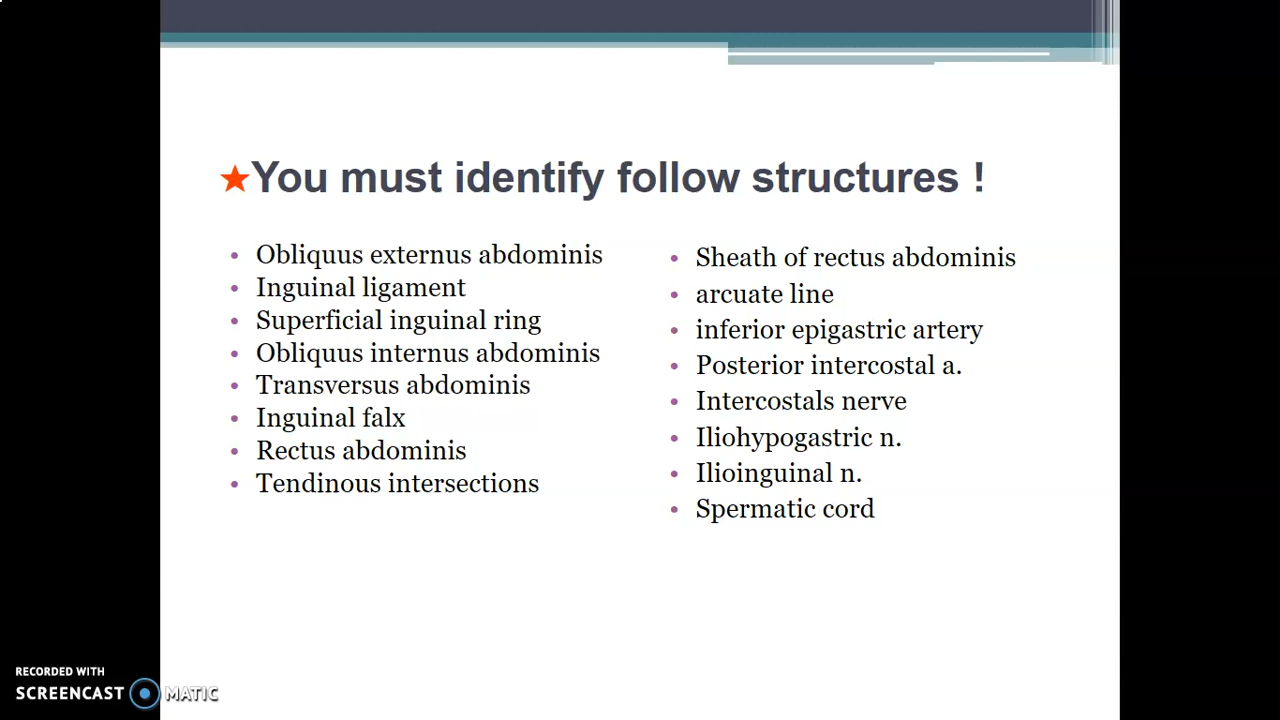 ★You must identify follow structures !
• Obliquus externus abdominis
• Inguinal ligament
• Superficial inguinal ring
• Obliquus internus abdominis
• Transversus abdominis
• Inguinal falx
• Rectus abdominis
• Tendinous intersections
• Sheath of rectus abdominis
• arcuate line
• inferior epigastric artery
• Posterior intercostal a.
• Intercostals nerve
• Iliohypogastric n.
• Ilioinguinal n.
• Spermatic cord
RECORDED WITH
SCREENCAST MATIC